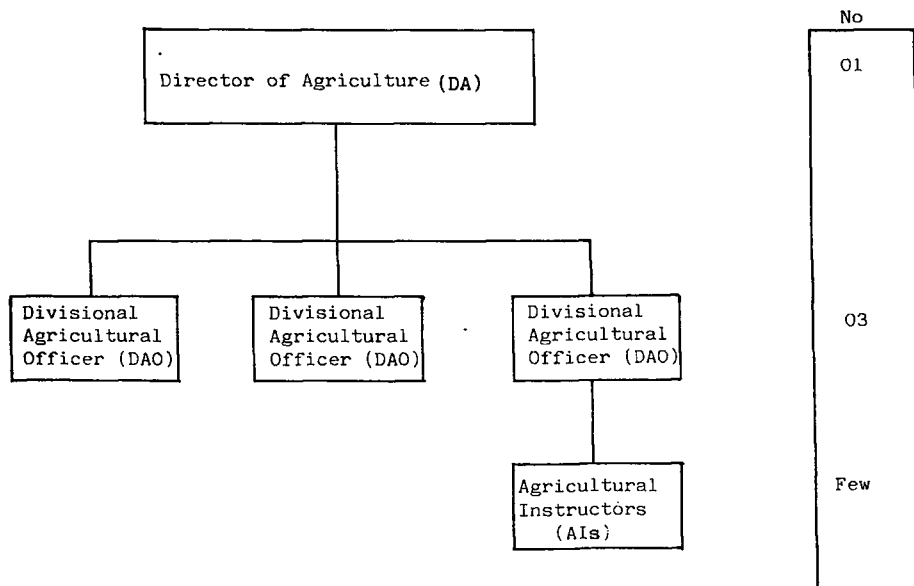 No
Director of Agriculture (DA)
01
Divisional
Agricultural
Officer (DAO)
Divisional
Agricultural
Officer (DAO)
Divisional
Agricultural
Officer (DAO)
03
Agricultural
Instructors
(AIs)
Few